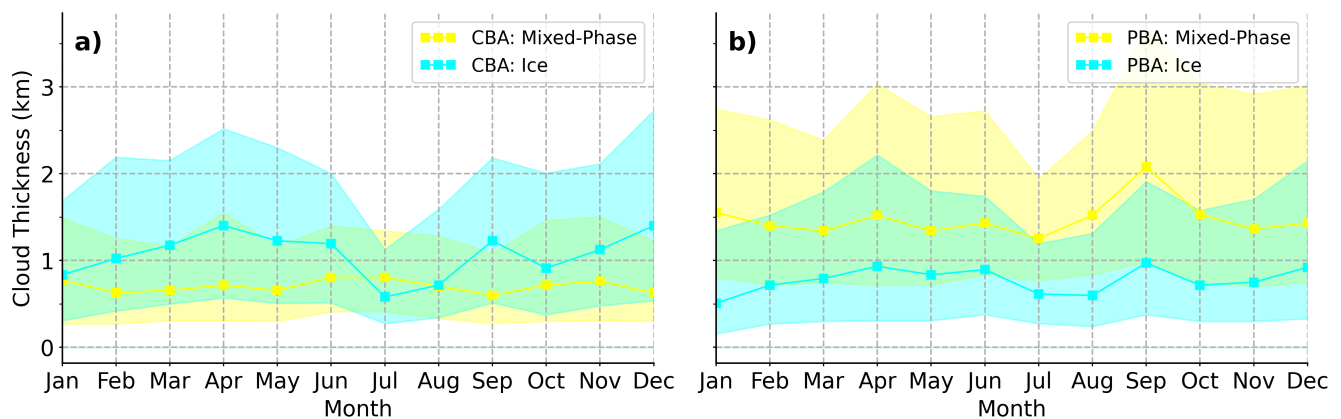 a)
CBA: Mixed-Phase
CBA: Ice
Cloud Thickness (km)
3
2
1
0
Jan Feb Mar Apr May Jun Jul Aug Sep Oct Nov Dec
Month
b)
PBA: Mixed-Phase
PBA: Ice
Jan Feb Mar Apr May Jun Jul Aug Sep Oct Nov Dec
Month